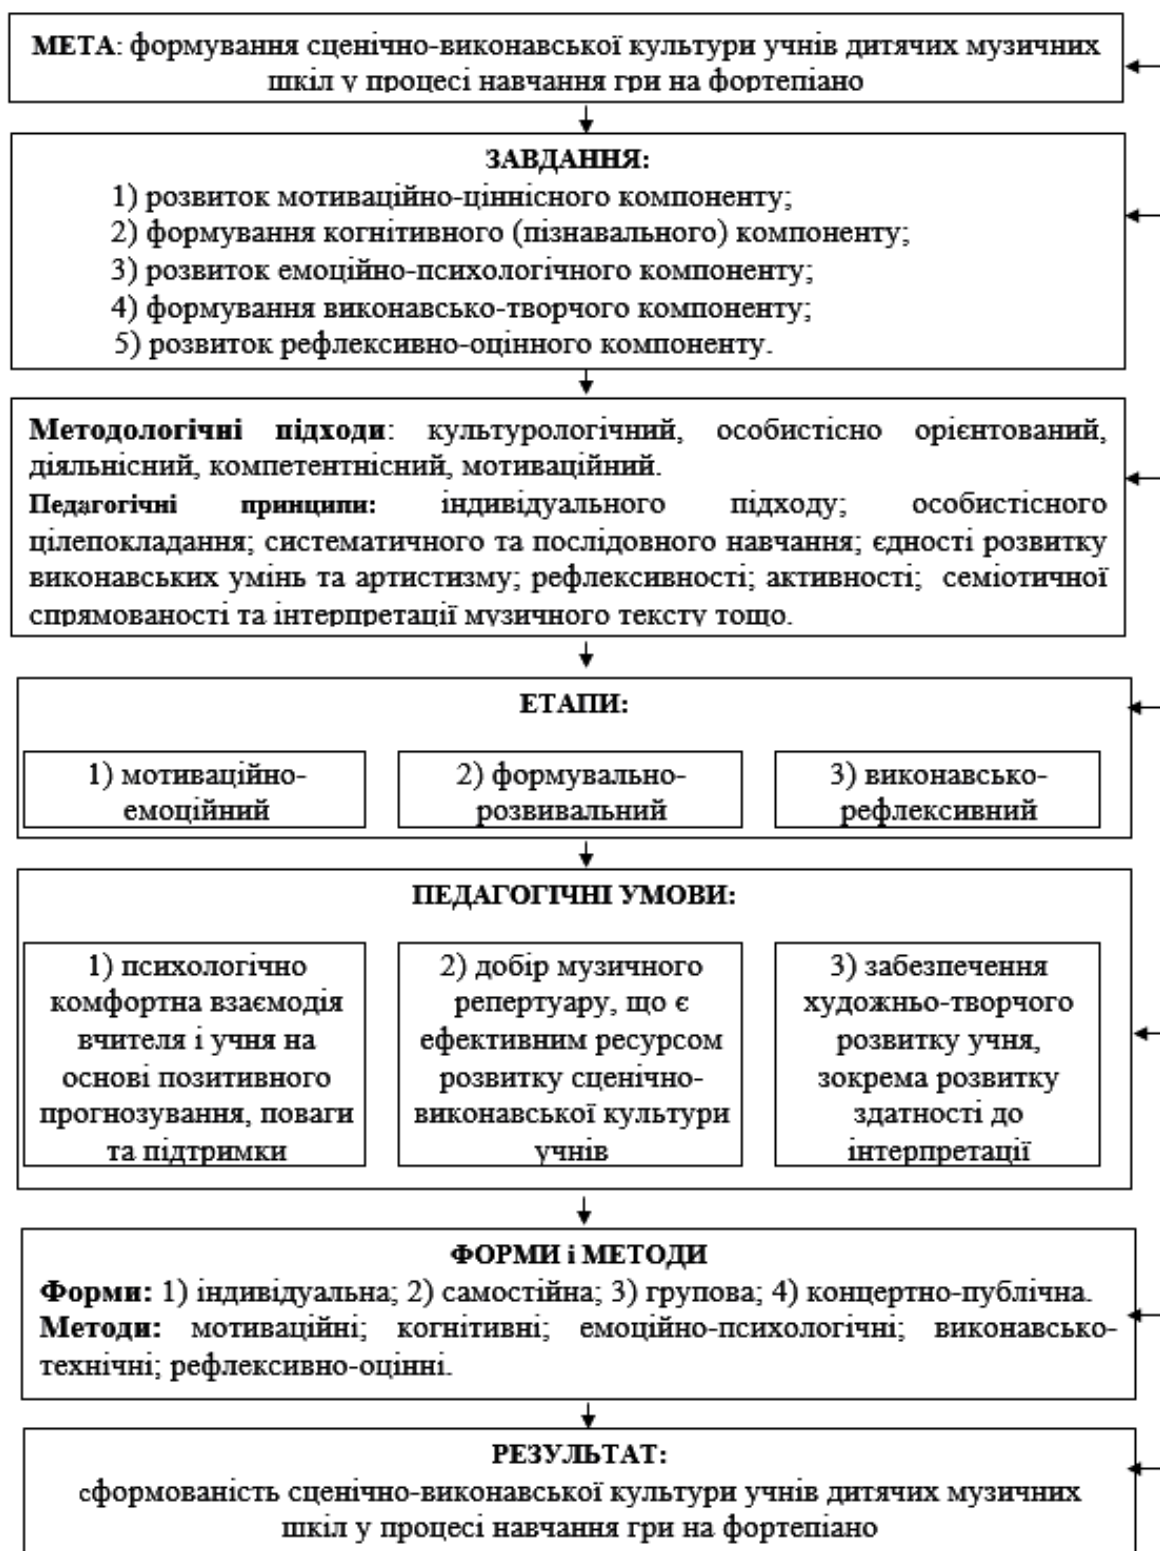 МЕТА: формування сценічно-виконавської культури учнів дитячих музичних
шкіл у процесі навчання гри на фортепіано
ЗАВДАННЯ:
1) розвиток мотиваційно-ціннісного компоненту;
2) формування когнітивного (пізнавального) компоненту;
3) розвиток емоційно-психологічного компоненту;
4) формування виконавсько-творчого компоненту;
5) розвиток рефлексивно-оцінного компоненту.
Методологічні підходи: культурологічний, особистісно орієнтований,
діяльнісний, компетентнісний, мотиваційний.
Педагогічні принципи: індивідуального підходу; особистісного
цілепокладання; систематичного та послідовного навчання; єдності розвитку
виконавських умінь та артистизму; рефлексивності; активності; семіотичної
спрямованості та інтерпретації музичного тексту тощо.
ЕТАПИ:
1) мотиваційно-
емоційний
2) формувально-
розвивальний
3) виконавсько-
рефлексивний
ПЕДАГОГІЧНІ УМОВИ:
1) психологічно
комфортна взаємодія
вчителя і учня на
основі позитивного
прогнозування, поваги
та підтримки
2) добір музичного
репертуару, що є
ефективним ресурсом
розвитку сценічно-
виконавської культури
учнів
3) забезпечення
художньо-творчого
розвитку учня,
зокрема розвитку
здатності до
інтерпретації
ФОРМИ і МЕТОДИ
Форми: 1) індивідуальна; 2) самостійна; 3) групова; 4) концертно-публічна.
Методи: мотиваційні; когнітивні; емоційно-психологічні; виконавсько-
технічні; рефлексивно-оцінні.
РЕЗУЛЬТАТ:
сформованість сценічно-виконавської культури учнів дитячих музичних
шкіл у процесі навчання гри на фортепіано